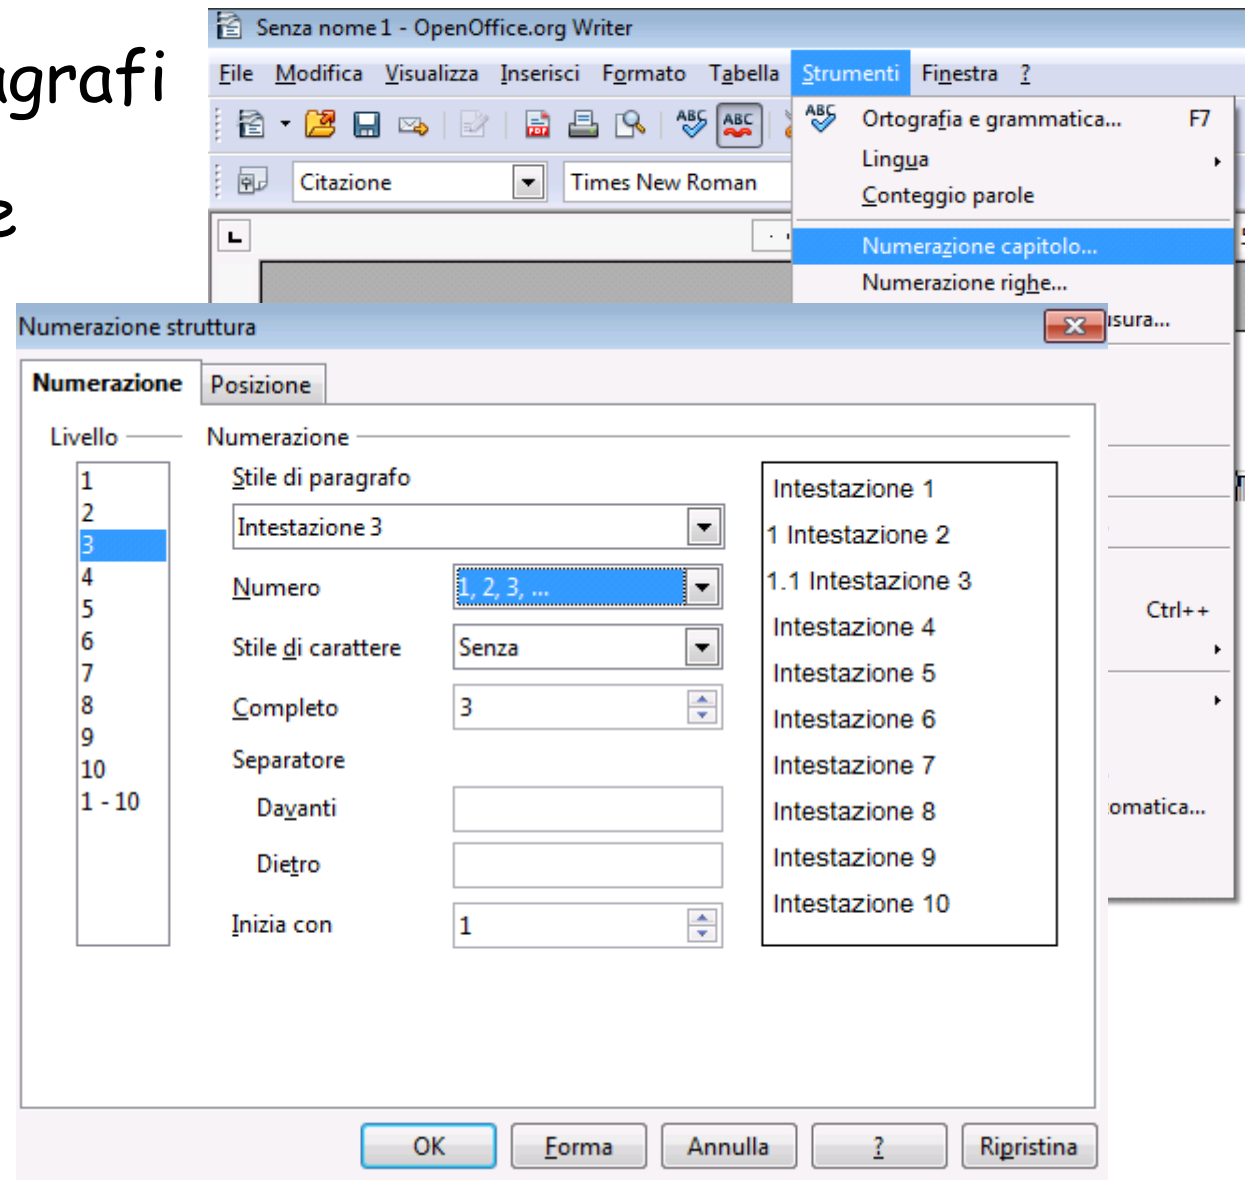 Senza nome 1 - OpenOffice.org Writer
File Modifica Visualizza Inserisci Formato Tabella Strumenti Finestra ?
Ortografia e grammatica... F7
Lingua
Citazione
Times New Roman
Conteggio parole
Numerazione capitolo...
Numerazione righe...
Numerazione struttura
Numerazione Posizione
Livello
Numerazione
1
2
3
4
5
6
7
8
9
10
1 - 10
Stile di paragrafo
Intestazione 3
Numero
1, 2, 3, ...
Stile di carattere
Senza
Completo
3
Separatore
Davanti
Dietro
Inizia con
1
Intestazione 1
1 Intestazione 2
1.1 Intestazione 3
Intestazione 4
Intestazione 5
Intestazione 6
Intestazione 7
Intestazione 8
Intestazione 9
Intestazione 10
Ctrl++
OK Forma Annulla ? Ripristina